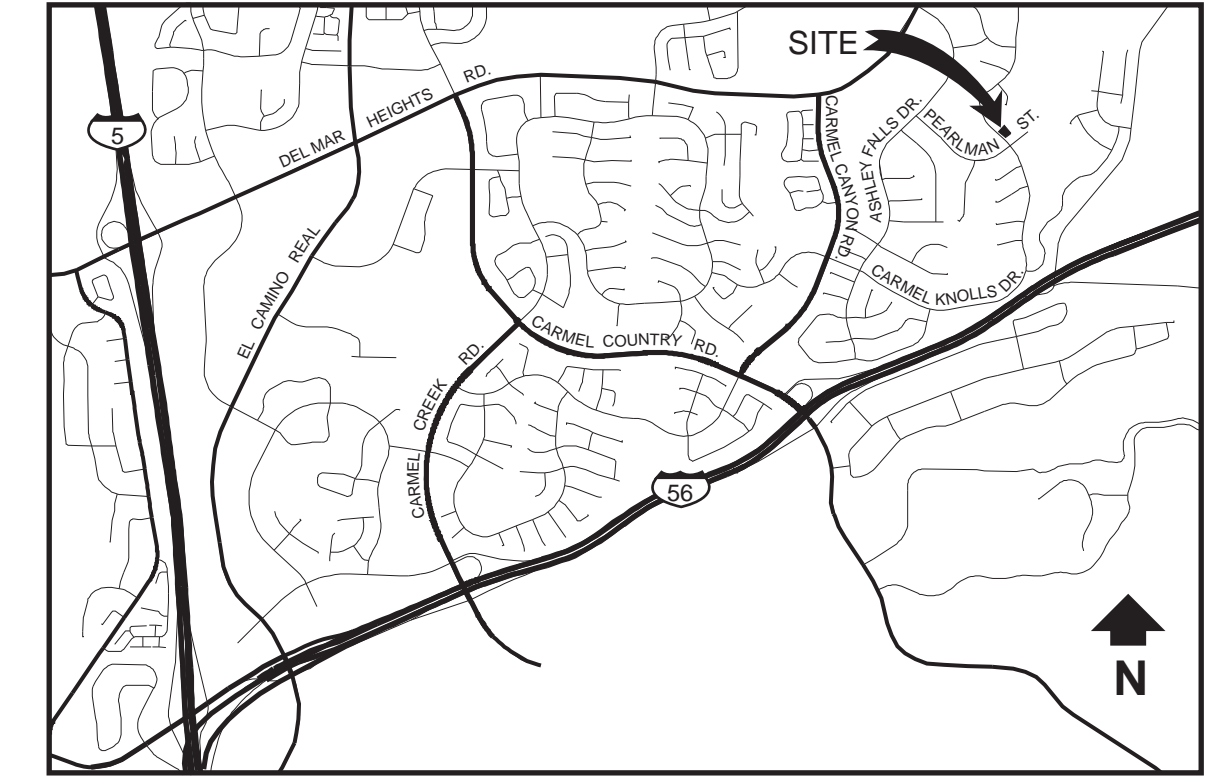 SITE
5
DEL MAR HEIGHTS RD.
CARMEL CANYON RD.
ASHLEY FALLS DR.
PEARLMAN ST.
EL CAMINO REAL
CARMEL KNOLLS DR.
CARMEL COUNTRY RD.
CARMEL CREEK RD.
56
N